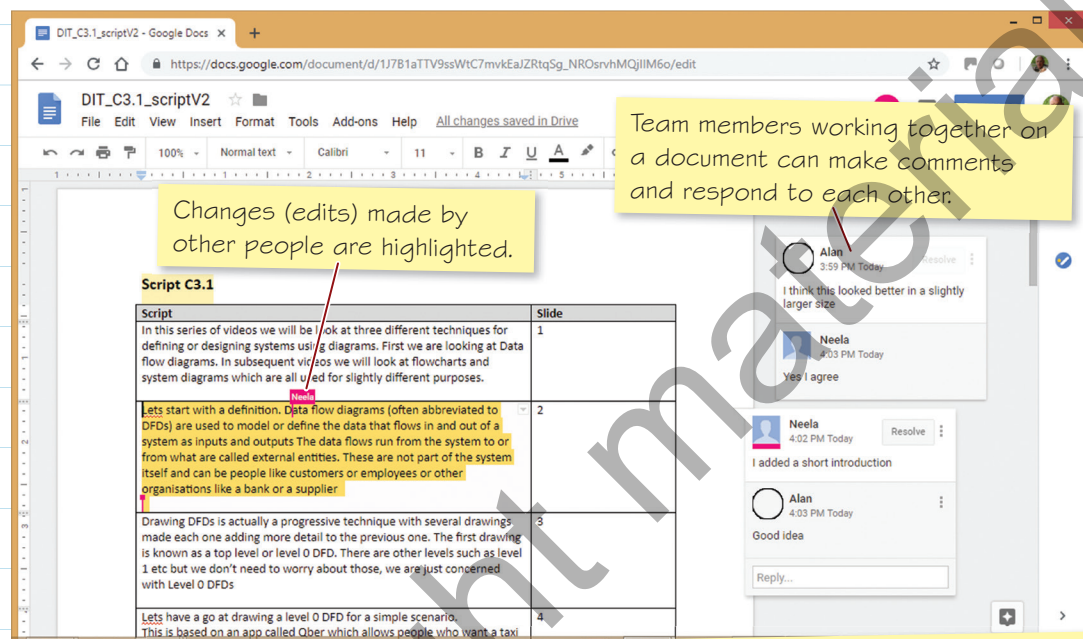 DIT_C3.1_scriptV2 - Google Docs
https://docs.google.com/document/d/1J7B1aTTV9ssWtC7mvkEaJZRtqSg_NROsrvhMQjIIM6o/edit
DIT_C3.1_scriptV2
File Edit View Insert Format Tools Add-ons Help All changes saved in Drive
100% Normal text Calibri 11 B I U A
1 1 2 3 4 5
Team members working together on
a document can make comments
and respond to each other.
Changes (edits) made by
other people are highlighted.
Script C3.1
Script Slide
In this series of videos we will be look at three different techniques for 1
defining or designing systems using diagrams. First we are looking at Data
flow diagrams. In subsequent videos we will look at flowcharts and
system diagrams which are all used for slightly different purposes.
Neela
Lets start with a definition. Data flow diagrams (often abbreviated to 2
DFDs) are used to model or define the data that flows in and out of a
system as inputs and outputs The data flows run from the system to or
from what are called external entities. These are not part of the system
itself and can be people like customers or employees or other
organisations like a bank or a supplier
Drawing DFDs is actually a progressive technique with several drawings 3
made each one adding more detail to the previous one. The first drawing
is known as a top level or level 0 DFD. There are other levels such as level
1 etc but we don't need to worry about those, we are just concerned
with Level 0 DFDs
Lets have a go at drawing a level 0 DFD for a simple scenario. 4
This is based on an app called Qber which allows people who want a taxi
Alan
3:59 PM Today
Resolve
I think this looked better in a slightly
larger size
Neela
4:03 PM Today
Yes I agree
Neela
4:02 PM Today
Resolve
I added a short introduction
Alan
4:03 PM Today
Good idea
Reply...